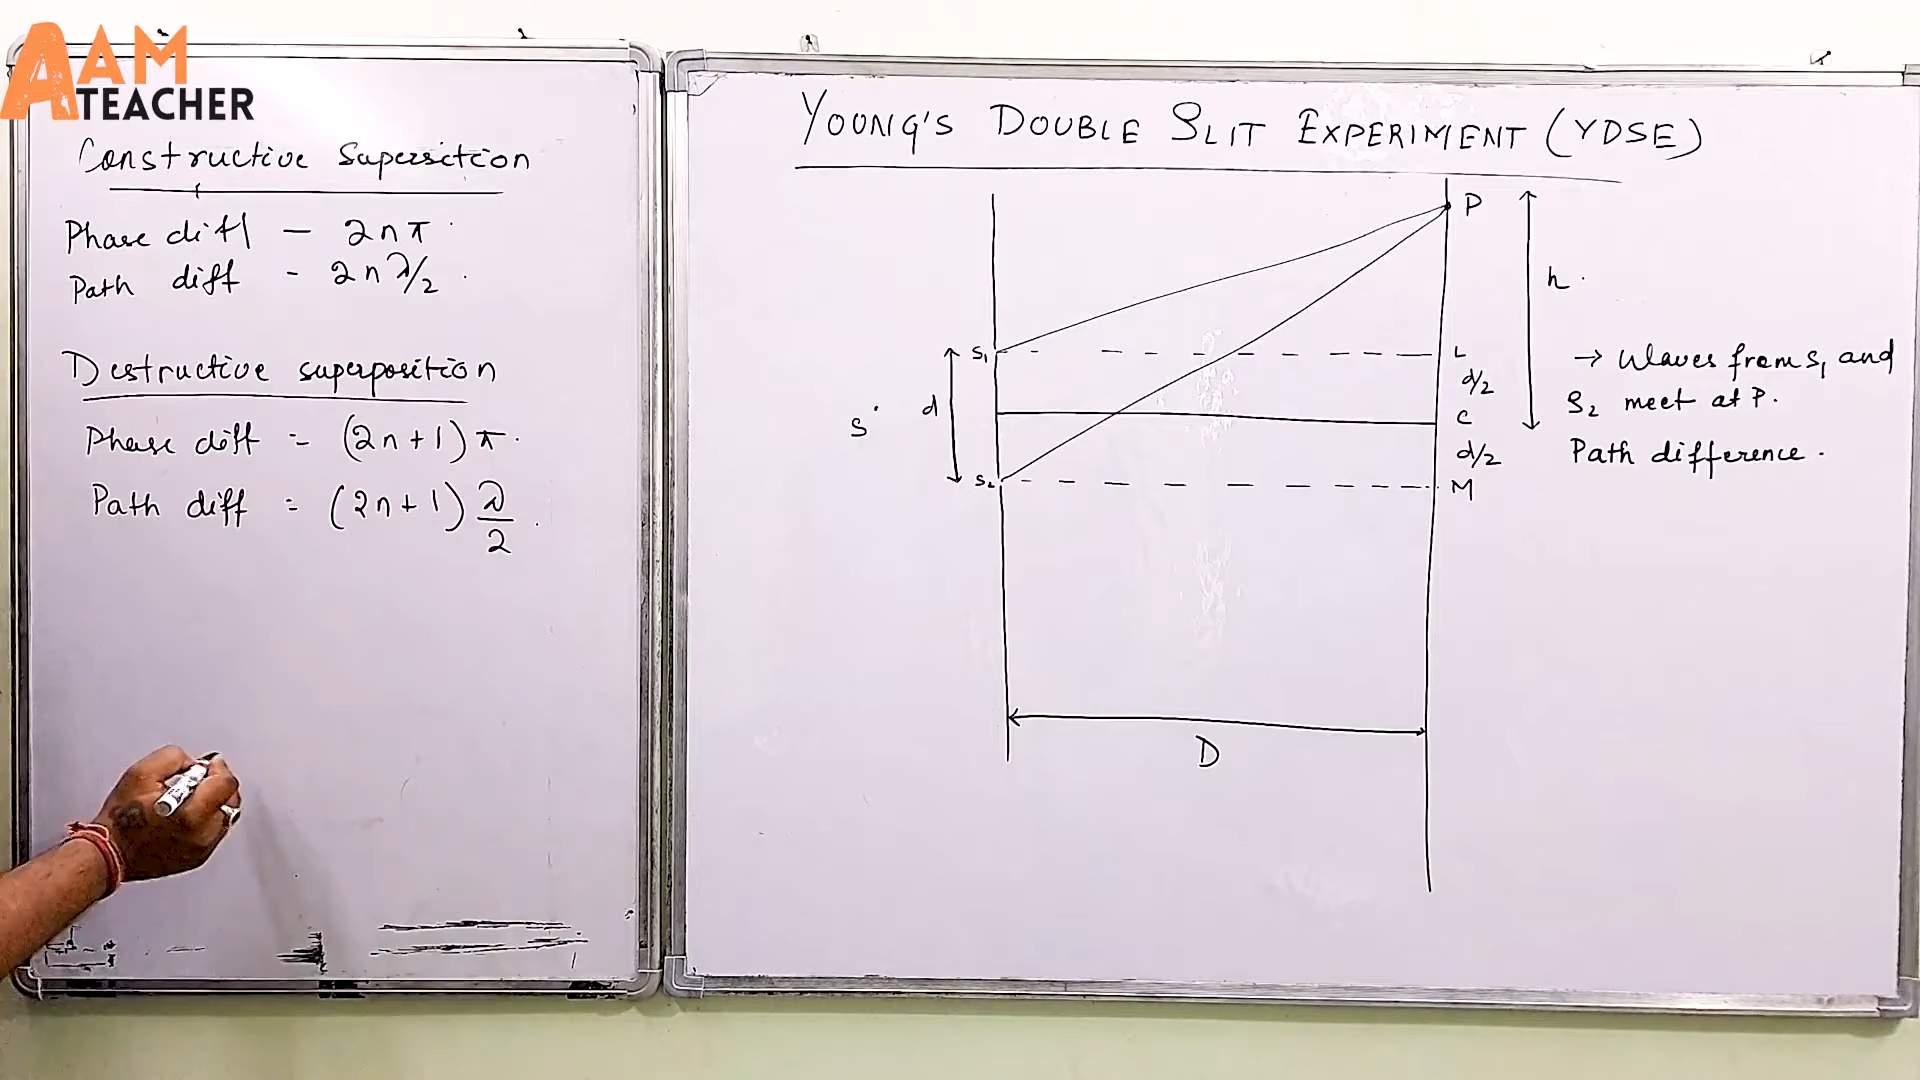 AAM
TEACHER
Constructive Supersition
Phase diff — 2nπ
Path diff - 2nλ/2
Destructive superposition
Phase diff = (2n+1)π.
Path diff = (2n+1) λ/2.
YOUNG'S DOUBLE SLIT EXPERIMENT (YDSE)
P
h.
S₁
L
d/2
d
S
C
d/2
S₂
M
→ Waves from S₁ and
S₂ meet at P.
Path difference.
D